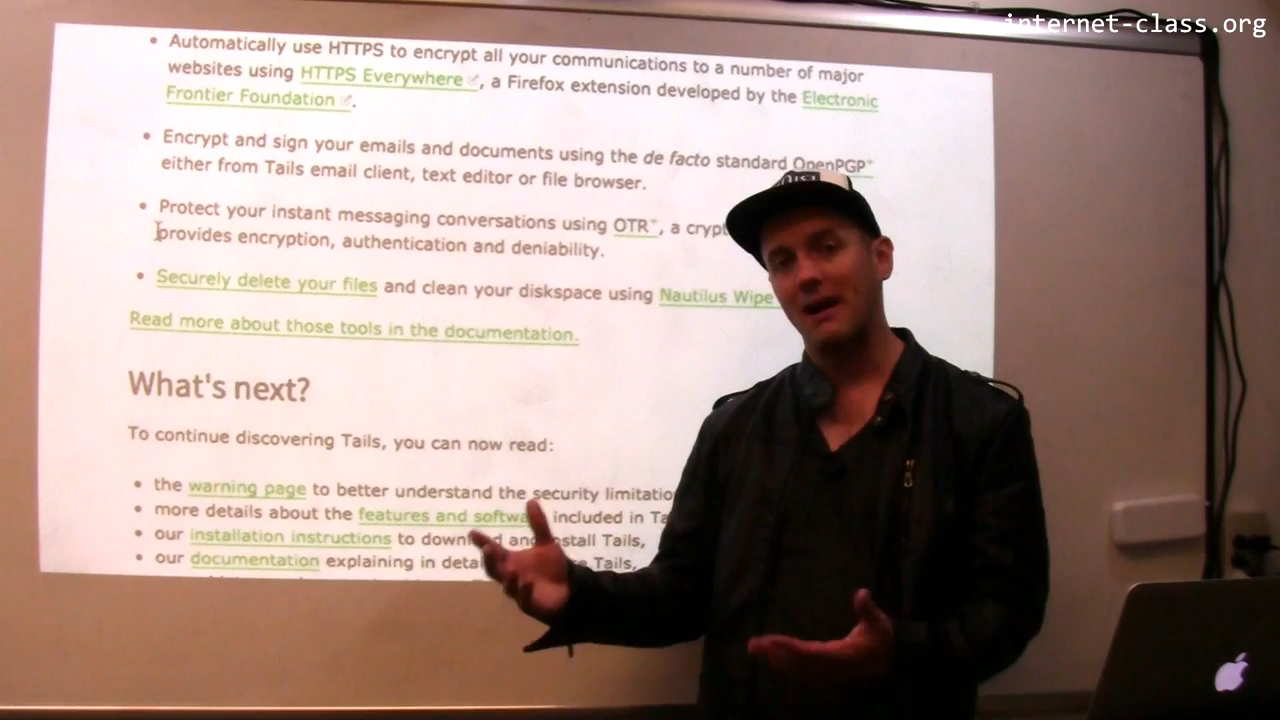 internet-class.org
Automatically use HTTPS to encrypt all your communications to a number of major
websites using HTTPS Everywhere, a Firefox extension developed by the Electronic
Frontier Foundation.
Encrypt and sign your emails and documents using the de facto standard OpenPGP
either from Tails email client, text editor or file browser.
Protect your instant messaging conversations using OTR, a crypt
provides encryption, authentication and deniability.
Securely delete your files and clean your diskspace using Nautilus Wipe
Read more about those tools in the documentation.
What's next?
To continue discovering Tails, you can now read:
the warning page to better understand the security limitatio
more details about the features and softwa included in Ta
our installation instructions to download and install Tails,
our documentation explaining in detai Tails,